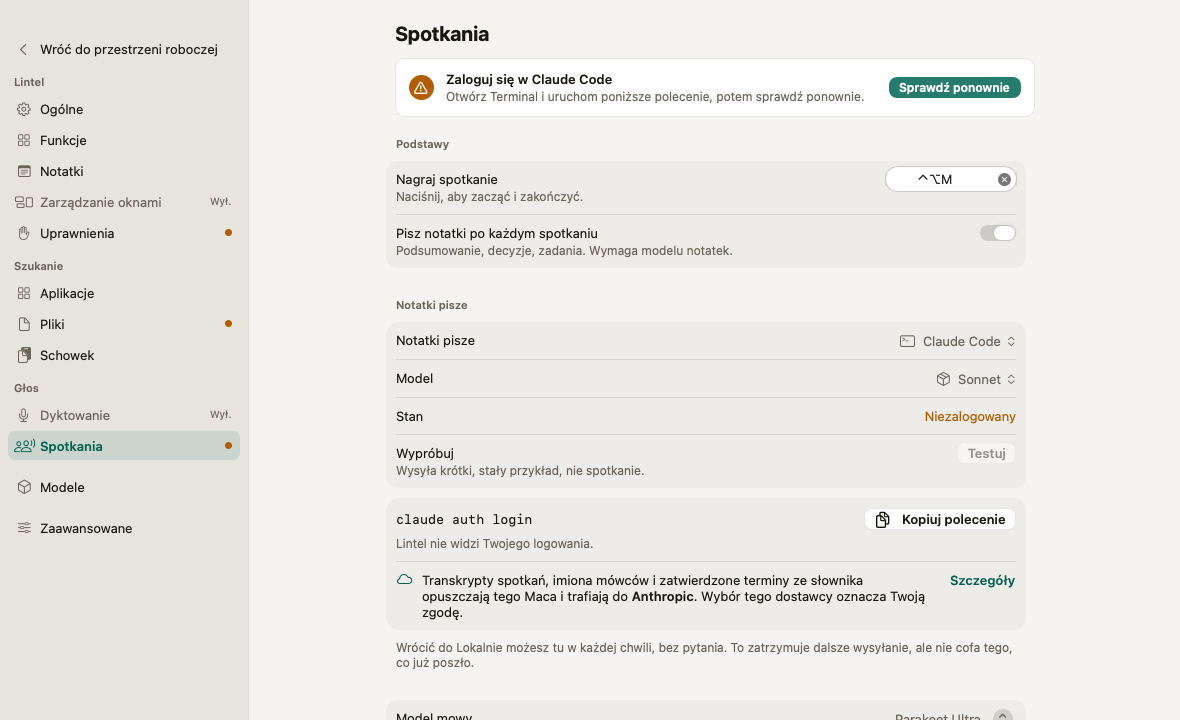 Wróć do przestrzeni roboczej
Lintel
Ogólne
Funkcje
Notatki
Zarządzanie oknami Wył.
Uprawnienia
Szukanie
Aplikacje
Pliki
Schowek
Głos
Dyktowanie Wył.
Spotkania
Modele
Zaawansowane
Spotkania
Zaloguj się w Claude Code
Otwórz Terminal i uruchom poniższe polecenie, potem sprawdź ponownie.
Sprawdź ponownie
Podstawy
Nagraj spotkanie
Naciśnij, aby zacząć i zakończyć.
⌃⌥M
Pisz notatki po każdym spotkaniu
Podsumowanie, decyzje, zadania. Wymaga modelu notatek.
Notatki pisze
Notatki pisze Claude Code
Model Sonnet
Stan Niezalogowany
Wypróbuj
Wysyła krótki, stały przykład, nie spotkanie.
Testuj
claude auth login
Kopiuj polecenie
Lintel nie widzi Twojego logowania.
Transkrypty spotkań, imiona mówców i zatwierdzone terminy ze słownika
opuszczają tego Maca i trafiają do Anthropic. Wybór tego dostawcy oznacza Twoją
zgodę.
Szczegóły
Wrócić do Lokalnie możesz tu w każdej chwili, bez pytania. To zatrzymuje dalsze wysyłanie, ale nie cofa tego,
co już poszło.
Model mowy Parakeet Ultra